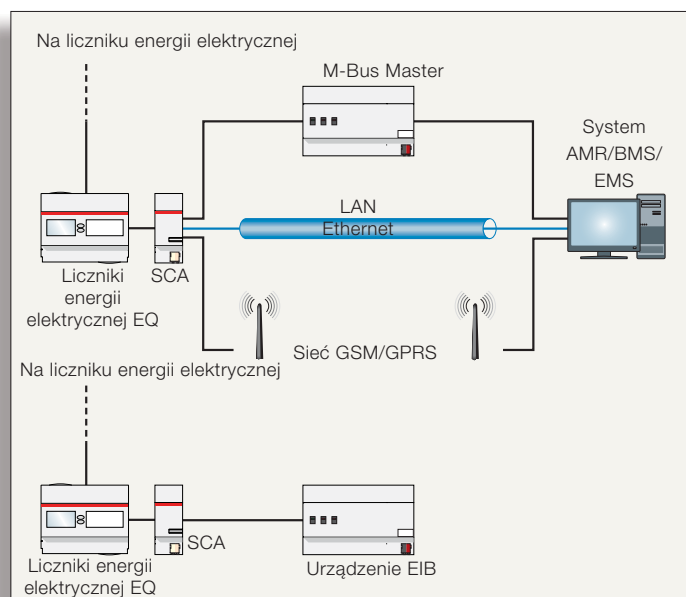 Na liczniku energii elektrycznej
M-Bus Master
System
AMR/BMS/
EMS
LAN
Ethernet
Liczniki
energii
elektrycznej EQ
SCA
Sieć GSM/GPRS
Na liczniku energii elektrycznej
SCA
Liczniki energii
elektrycznej EQ
Urządzenie EIB